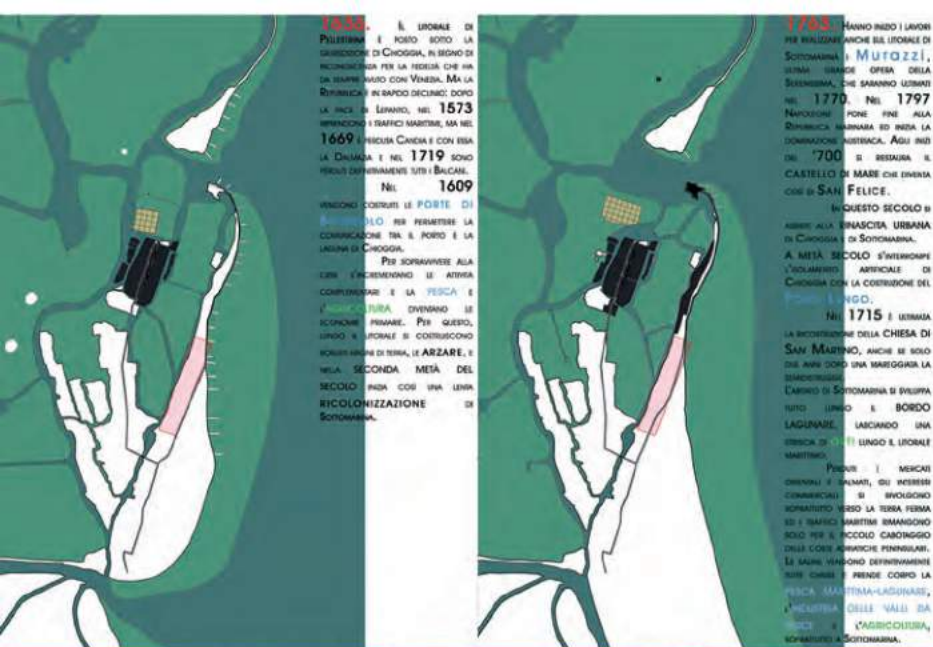 1638. IL LITORALE DI
PELLESTRINA È POSTO SOTTO LA
GIURISDIZIONE DI CHIOGGIA, IN SEGNO DI
RICONOSCENZA PER LA FEDELTÀ CHE HA
DA SEMPRE AVUTO CON VENEZIA. MA LA
REPUBBLICA È IN RAPIDO DECLINO: DOPO
LA PACE DI LEPANTO, NEL 1573
RIPRENDONO I TRAFFICI MARITTIMI, MA NEL
1669 È PERDUTA CANDIA E CON ESSA
LA DALMAZIA E NEL 1719 SONO
PERDUTI DEFINITIVAMENTE TUTTI I BALCANI.
NEL 1609
VENGONO COSTRUITE LE PORTE DI
PER PERMETTERE LA
COMUNICAZIONE TRA IL PORTO E LA
LAGUNA DI CHIOGGIA.
PER SOPRAVVIVERE ALLA
CRISI S'INCREMENTANO LE ATTIVITÀ
COMPLEMENTARI E LA PESCA E
L'AGRICOLTURA DIVENTANO LE
ECONOMIE PRIMARIE. PER QUESTO,
LUNGO IL LITORALE SI COSTRUISCONO
ARGINI DI TERRA, LE ARZARE, E
NELLA SECONDA METÀ DEL
SECOLO INIZIA COSÌ UNA LENTA
RICOLONIZZAZIONE DI
SOTTOMARINA.
1763. HANNO INIZIO I LAVORI
PER REALIZZARE ANCHE SUL LITORALE DI
SOTTOMARINA I MURAZZI,
ULTIMA GRANDE OPERA DELLA
SERENISSIMA, CHE SARANNO ULTIMATI
NEL 1770. NEL 1797
NAPOLEONE PONE FINE ALLA
REPUBBLICA MARINARA ED INIZIA LA
DOMINAZIONE AUSTRIACA. AGLI INIZI
DEL '700 SI RESTAURA IL
CASTELLO DI MARE CHE DIVENTA
COSÌ DI SAN FELICE.
IN QUESTO SECOLO SI
ASSISTE ALLA RINASCITA URBANA
DI CHIOGGIA E DI SOTTOMARINA.
A METÀ SECOLO S'INTERROMPE
L'ISOLAMENTO ARTIFICIALE DI
CHIOGGIA CON LA COSTRUZIONE DEL
PONTE LUNGO.
NEL 1715 È ULTIMATA
LA RICOSTRUZIONE DELLA CHIESA DI
SAN MARTINO, ANCHE SE SOLO
DUE ANNI DOPO UNA MAREGGIATA LA
L'ABITATO DI SOTTOMARINA SI SVILUPPA
TUTTO LUNGO IL BORDO
LAGUNARE, LASCIANDO UNA
STRISCIA DI ORTI LUNGO IL LITORALE
MARITTIMO.
PERDUTI I MERCATI
ORIENTALI E DALMATI, GLI INTERESSI
COMMERCIALI SI RIVOLGONO
SOPRATTUTTO VERSO LA TERRA FERMA
ED I TRAFFICI MARITTIMI RIMANGONO
SOLO PER IL PICCOLO CABOTAGGIO
DELLE COSTE ADRIATICHE PENINSULARI.
LE SALINE VENGONO DEFINITIVAMENTE
TUTTE CHIUSE E PRENDE CORPO LA
PESCA MARITTIMA-LAGUNARE,
L'INDUSTRIA DELLE VALLI DA
PESCE E L'AGRICOLTURA,
SOPRATTUTTO A SOTTOMARINA.